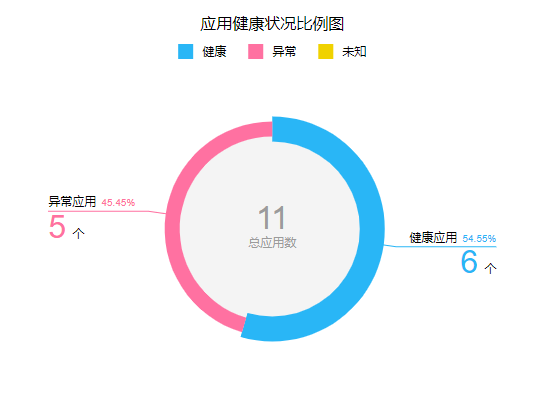 应用健康状况比例图
健康 异常 未知
异常应用 45.45%
5 个
11
总应用数
健康应用 54.55%
6 个